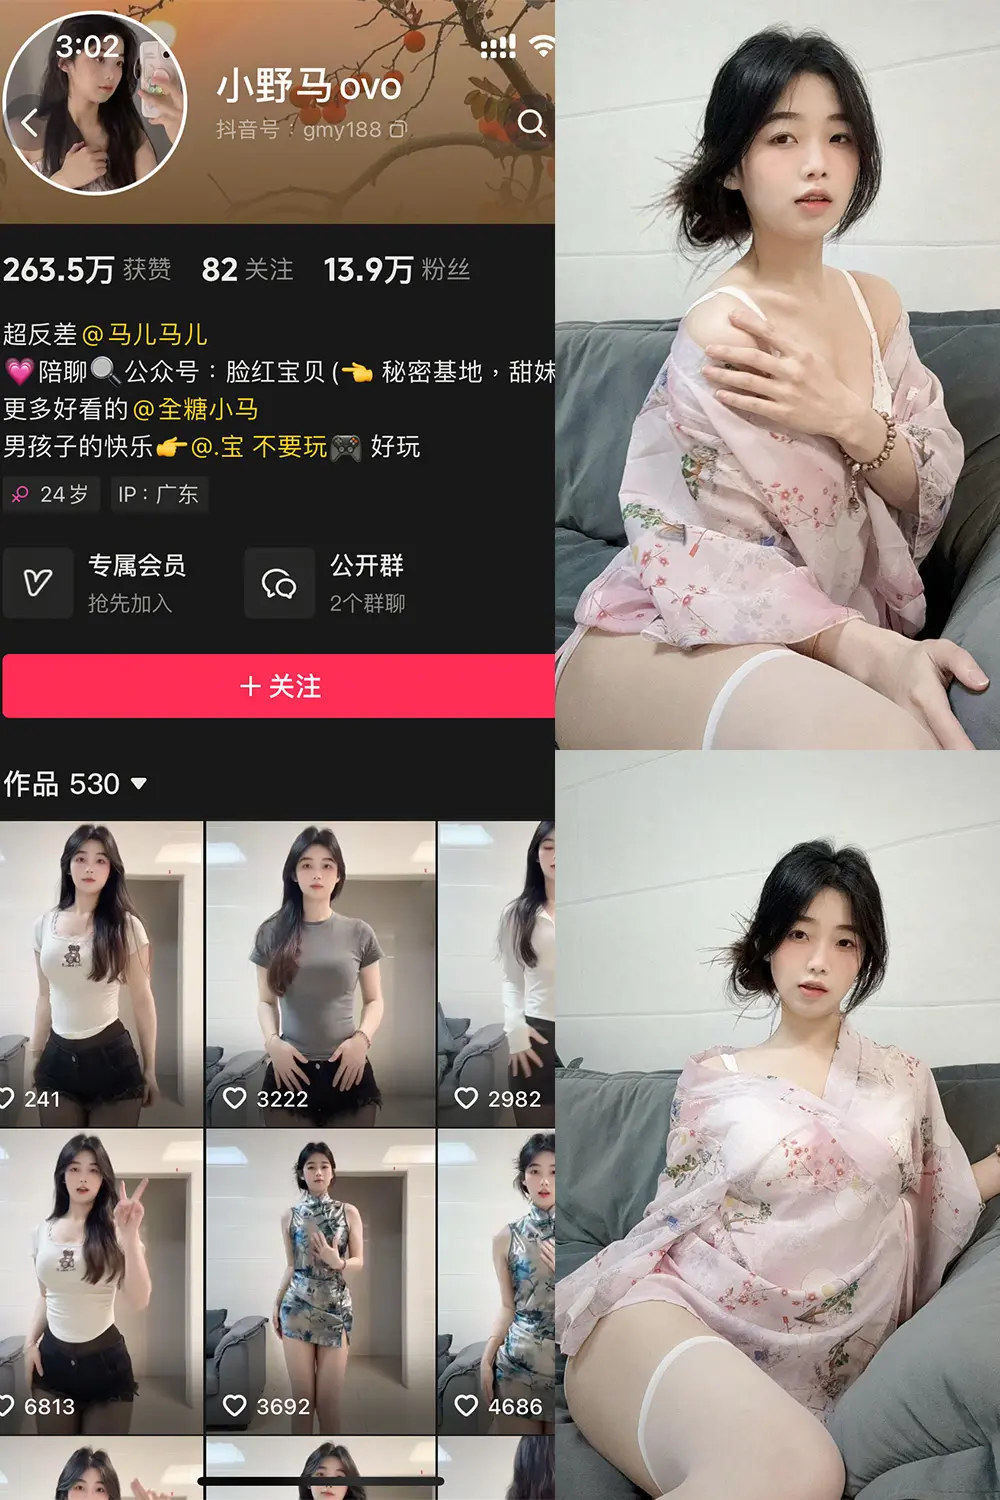 3:02
小野马ovo
抖音号：gmy188
263.5万 获赞 82 关注 13.9万 粉丝
超反差@马儿马儿
💗陪聊🔍公众号：脸红宝贝(👈 秘密基地，甜妹
更多好看的@全糖小马
男孩子的快乐👉@.宝 不要玩🎮 好玩
24岁 IP：广东
专属会员 公开群
抢先加入 2个群聊
+ 关注
作品 530
241 3222 2982
6813 3692 4686